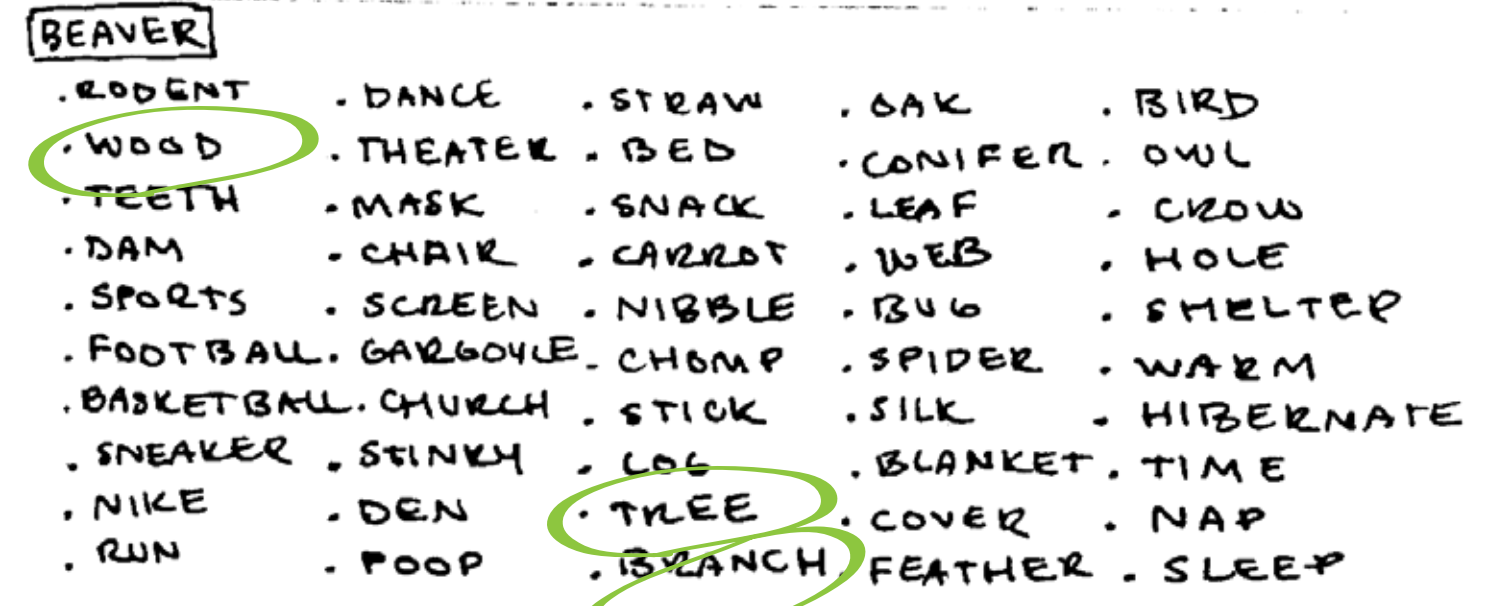 BEAVER
. RODENT
. WOOD
. TEETH
. DAM
. SPORTS
. FOOTBALL
. BASKETBALL
. SNEAKER
. NIKE
. RUN
. DANCE
. THEATER
. MASK
. CHAIR
. SCREEN
. GARGOYLE
. CHURCH
. STINKY
. DEN
. POOP
. STRAW
. BED
. SNACK
. CARROT
. NIBBLE
. CHOMP
. STICK
. LOG
. TREE
. BRANCH
. OAK
. CONIFER
. LEAF
. WEB
. BUG
. SPIDER
. SILK
. BLANKET
. COVER
. FEATHER
. BIRD
. OWL
. CROW
. HOLE
. SHELTER
. WARM
. HIBERNATE
. TIME
. NAP
. SLEEP